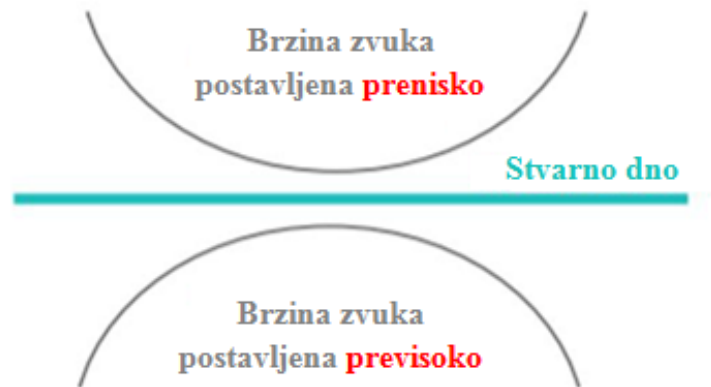 Brzina zvuka
postavljena prenisko
Stvarno dno
Brzina zvuka
postavljena previsoko